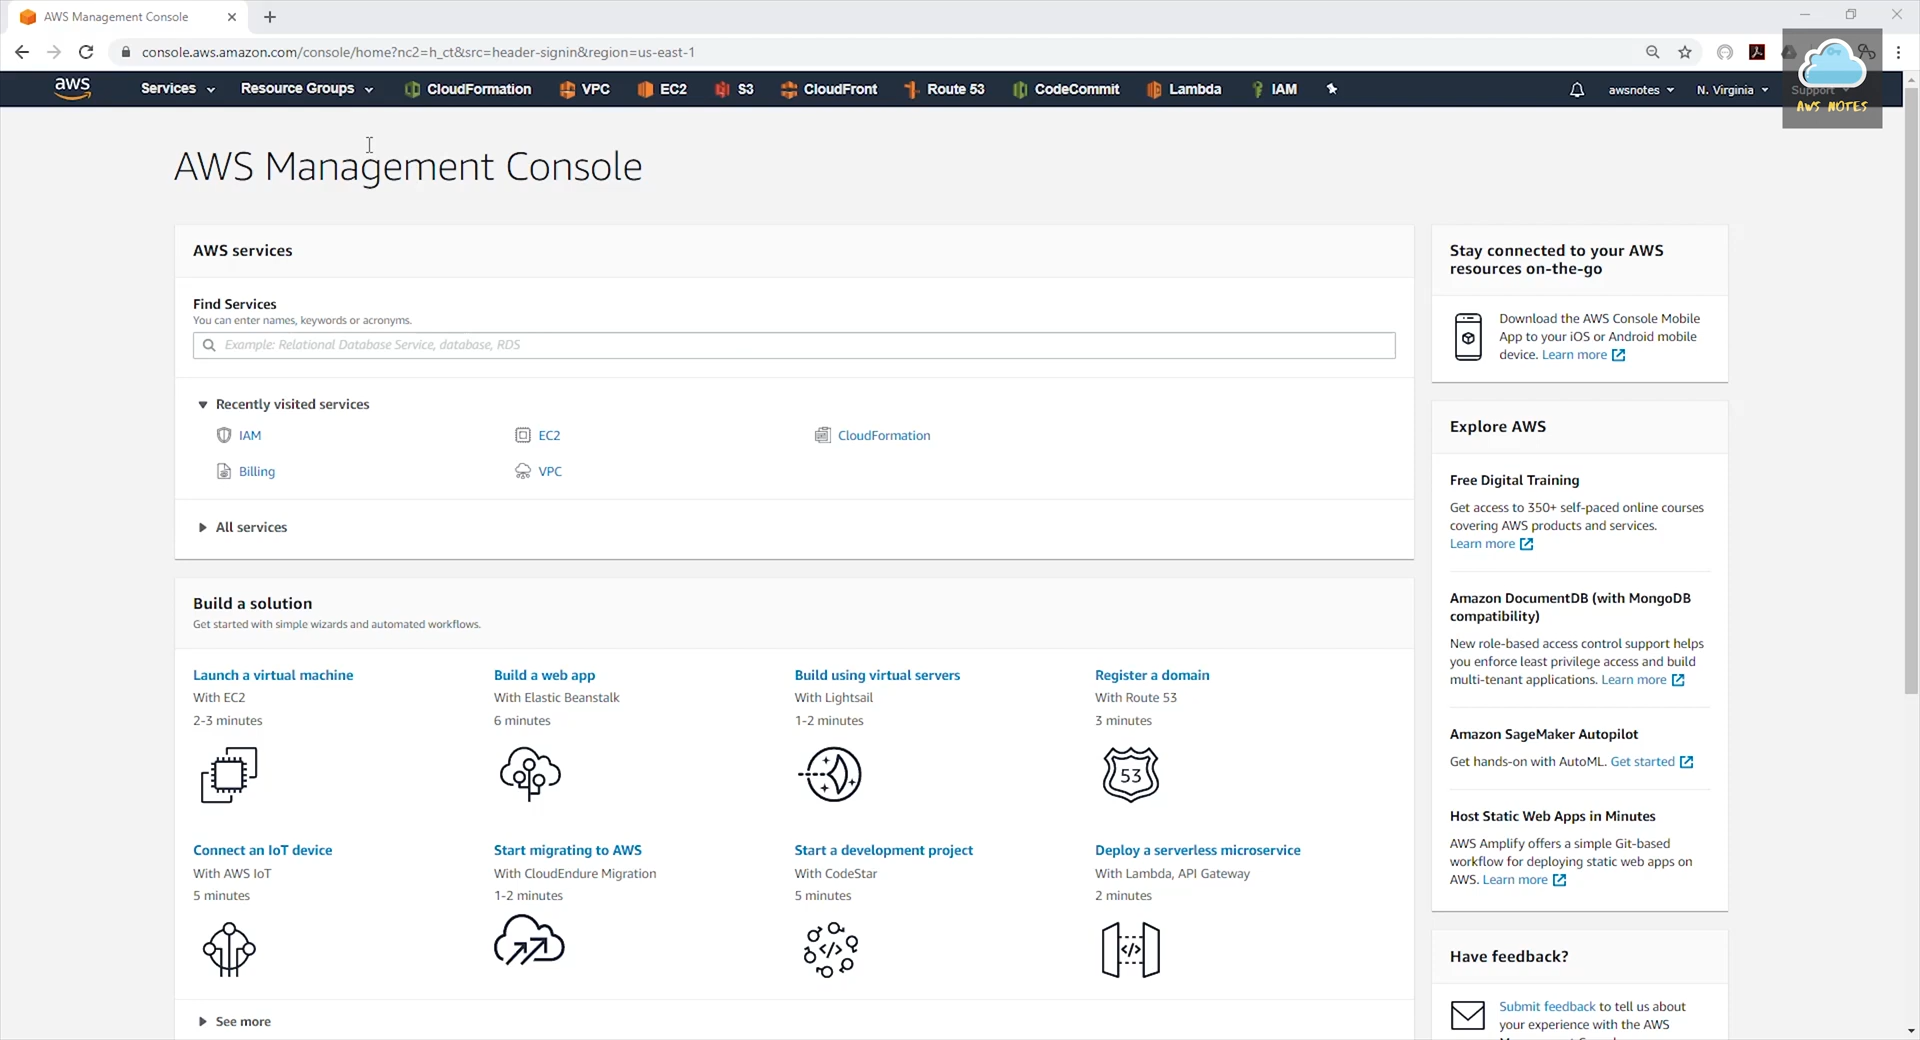 AWS Management Console
console.aws.amazon.com/console/home?nc2=h_ct&src=header-signin&region=us-east-1
aws
Services
Resource Groups
CloudFormation
VPC
EC2
S3
CloudFront
Route 53
CodeCommit
Lambda
IAM
awsnotes
N. Virginia
Support
AWS NOTES
AWS Management Console
AWS services
Find Services
You can enter names, keywords or acronyms.
Example: Relational Database Service, database, RDS
Recently visited services
IAM
EC2
CloudFormation
Billing
VPC
All services
Build a solution
Get started with simple wizards and automated workflows.
Launch a virtual machine
With EC2
2-3 minutes
Build a web app
With Elastic Beanstalk
6 minutes
Build using virtual servers
With Lightsail
1-2 minutes
Register a domain
With Route 53
3 minutes
53
Connect an IoT device
With AWS IoT
5 minutes
Start migrating to AWS
With CloudEndure Migration
1-2 minutes
Start a development project
With CodeStar
5 minutes
</>
Deploy a serverless microservice
With Lambda, API Gateway
2 minutes
</>
See more
Stay connected to your AWS
resources on-the-go
Download the AWS Console Mobile
App to your iOS or Android mobile
device. Learn more
Explore AWS
Free Digital Training
Get access to 350+ self-paced online courses
covering AWS products and services.
Learn more
Amazon DocumentDB (with MongoDB
compatibility)
New role-based access control support helps
you enforce least privilege access and build
multi-tenant applications. Learn more
Amazon SageMaker Autopilot
Get hands-on with AutoML. Get started
Host Static Web Apps in Minutes
AWS Amplify offers a simple Git-based
workflow for deploying static web apps on
AWS. Learn more
Have feedback?
Submit feedback to tell us about
your experience with the AWS